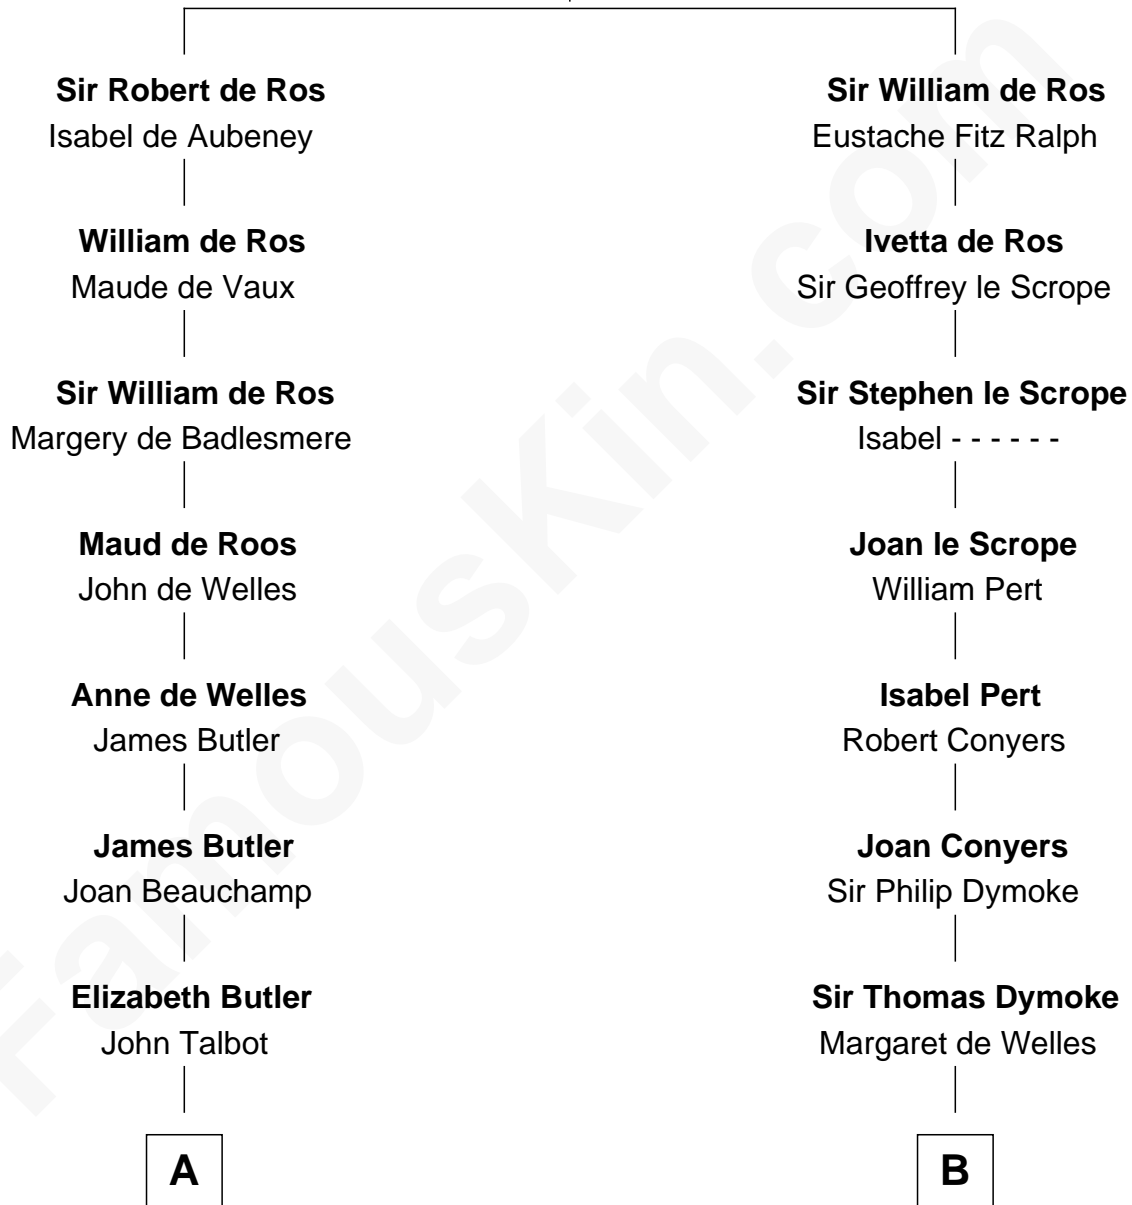 Sir Robert de Ros
Isabel de Aubeney
William de Ros
Maude de Vaux
Sir William de Ros
Margery de Badlesmere
Maud de Roos
John de Welles
Anne de Welles
James Butler
James Butler
Joan Beauchamp
Elizabeth Butler
John Talbot
A
Sir William de Ros
Eustache Fitz Ralph
Ivetta de Ros
Sir Geoffrey le Scrope
Sir Stephen le Scrope
Isabel - - - - - -
Joan le Scrope
William Pert
Isabel Pert
Robert Conyers
Joan Conyers
Sir Philip Dymoke
Sir Thomas Dymoke
Margaret de Welles
B
FamousKin.com